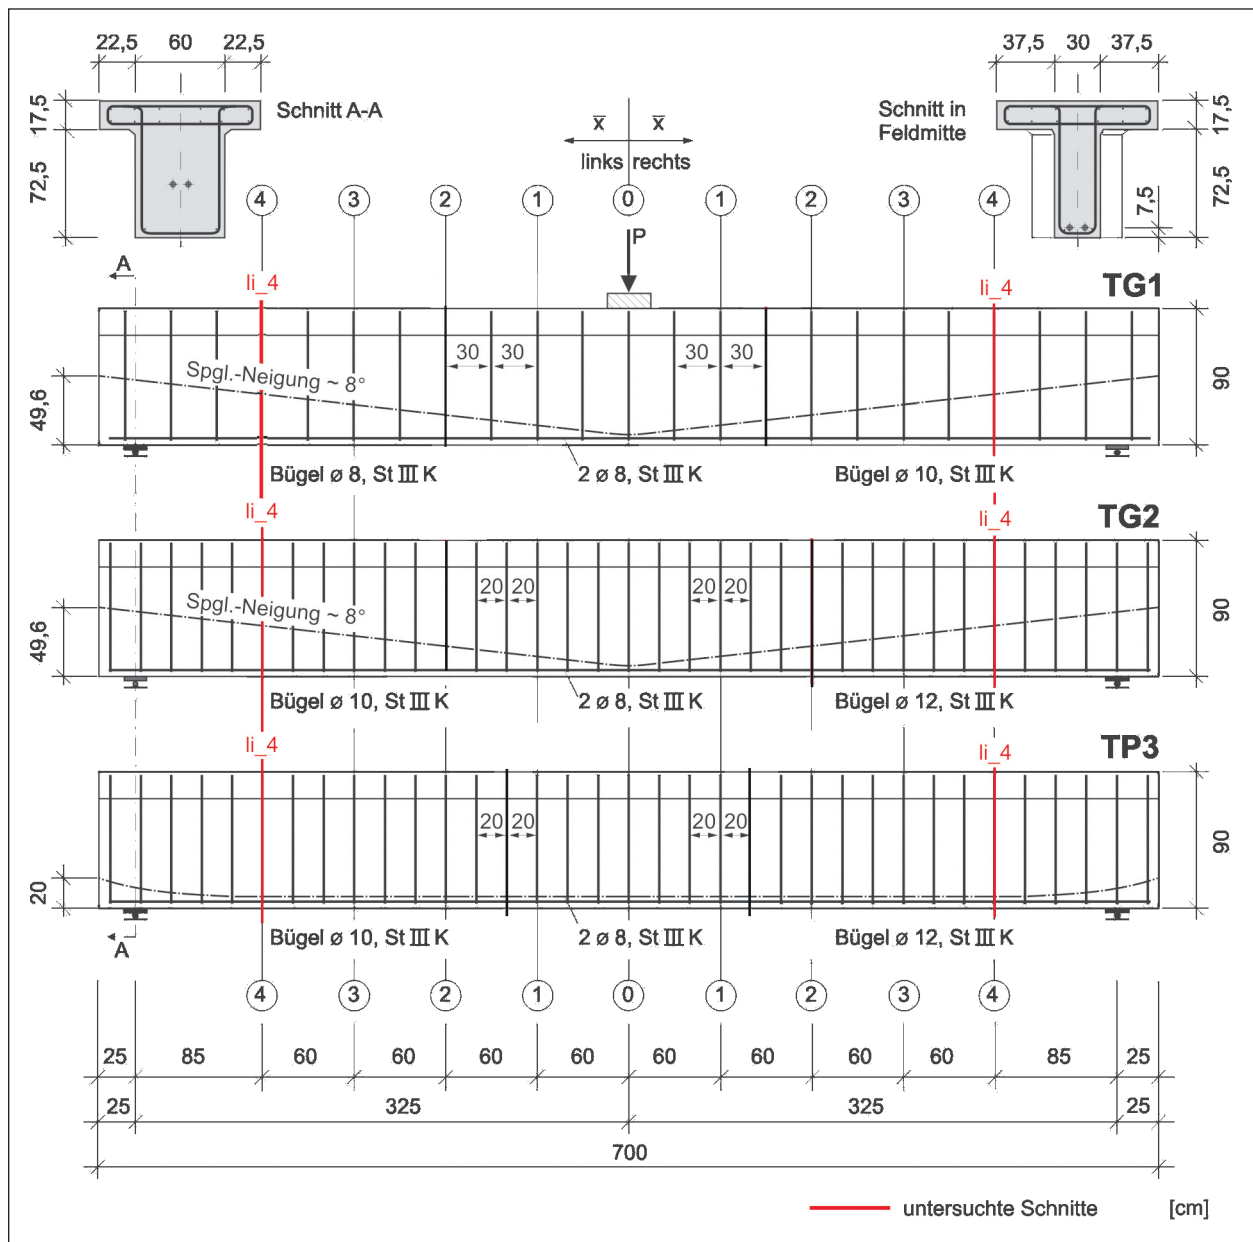 22,5 60 22,5
37,5 30 37,5
17,5
72,5
Schnitt A-A
Schnitt in
Feldmitte
17,5
72,5
7,5
x̄ x̄
links rechts
4 3 2 1 0 1 2 3 4
P
A
li_4
li_4
TG1
30 30
30 30
Spgl.-Neigung ~ 8°
49,6
90
Bügel ø 8, St III K
2 ø 8, St III K
Bügel ø 10, St III K
li_4
li_4
TG2
20 20
20 20
Spgl.-Neigung ~ 8°
49,6
90
Bügel ø 10, St III K
2 ø 8, St III K
Bügel ø 12, St III K
li_4
li_4
TP3
20 20
20 20
20
90
A
Bügel ø 10, St III K
2 ø 8, St III K
Bügel ø 12, St III K
4 3 2 1 0 1 2 3 4
25 85 60 60 60 60 60 60 60 60 85 25
25 325 325 25
700
untersuchte Schnitte [cm]